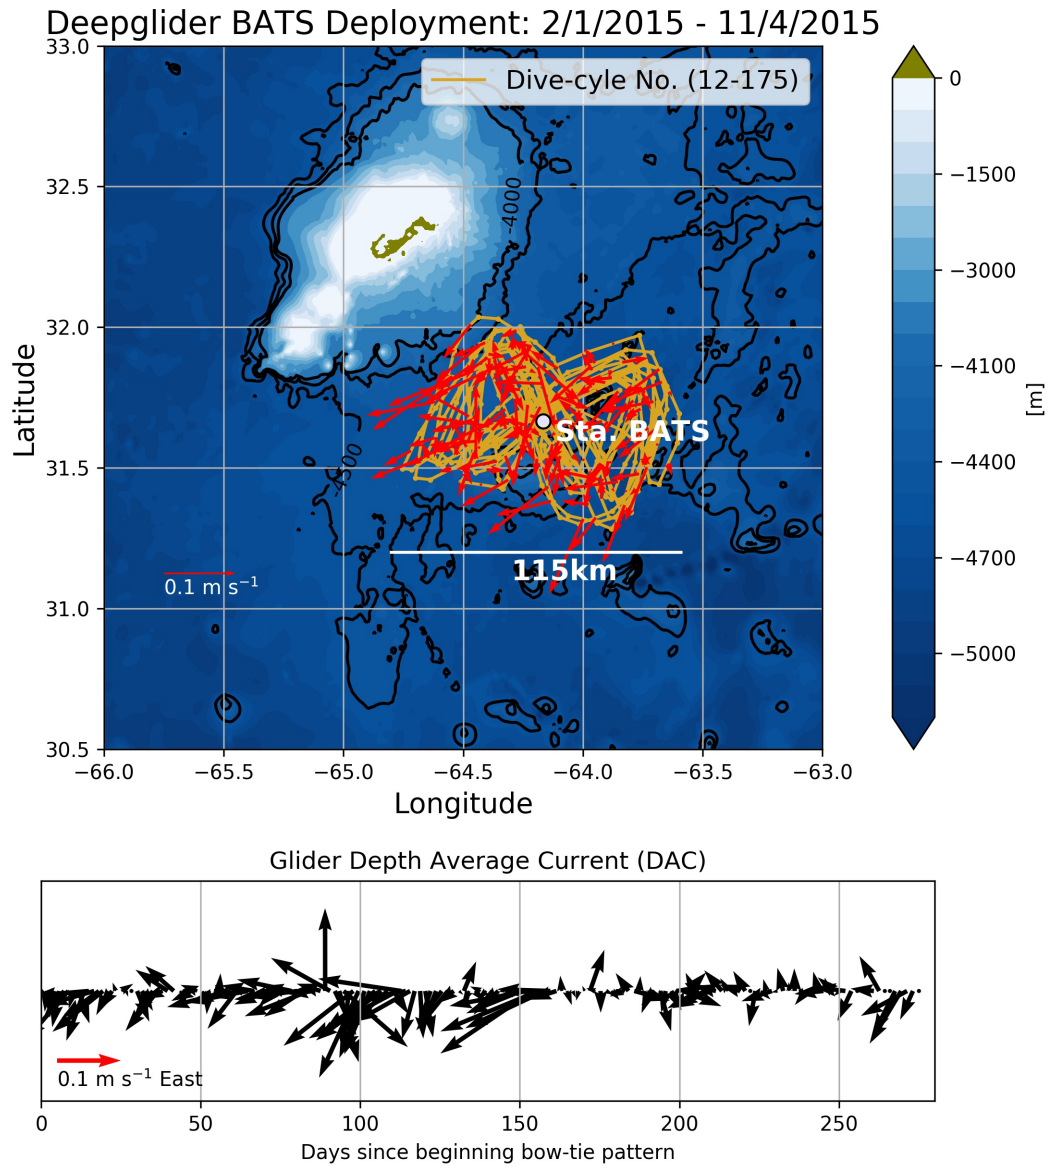 Deepglider BATS Deployment: 2/1/2015 - 11/4/2015
33.0
32.5
32.0
31.5
31.0
30.5
Latitude
Dive-cyle No. (12-175)
-4000
-4500
Sta. BATS
115km
0.1 m s⁻¹
−66.0 −65.5 −65.0 −64.5 −64.0 −63.5 −63.0
Longitude
0
−1500
−3000
−4100
−4400
−4700
−5000
[m]
Glider Depth Average Current (DAC)
0.1 m s⁻¹ East
0 50 100 150 200 250
Days since beginning bow-tie pattern